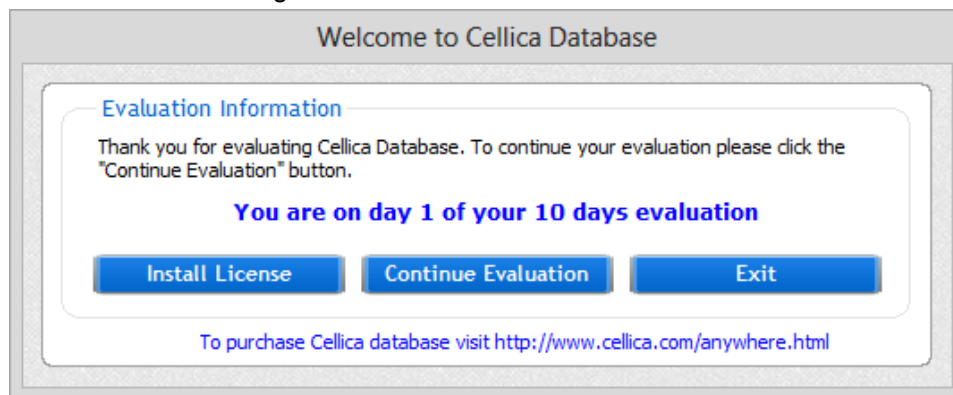 Welcome to Cellica Database
Evaluation Information
Thank you for evaluating Cellica Database. To continue your evaluation please click the
"Continue Evaluation" button.
You are on day 1 of your 10 days evaluation
Install License
Continue Evaluation
Exit
To purchase Cellica database visit http://www.cellica.com/anywhere.html